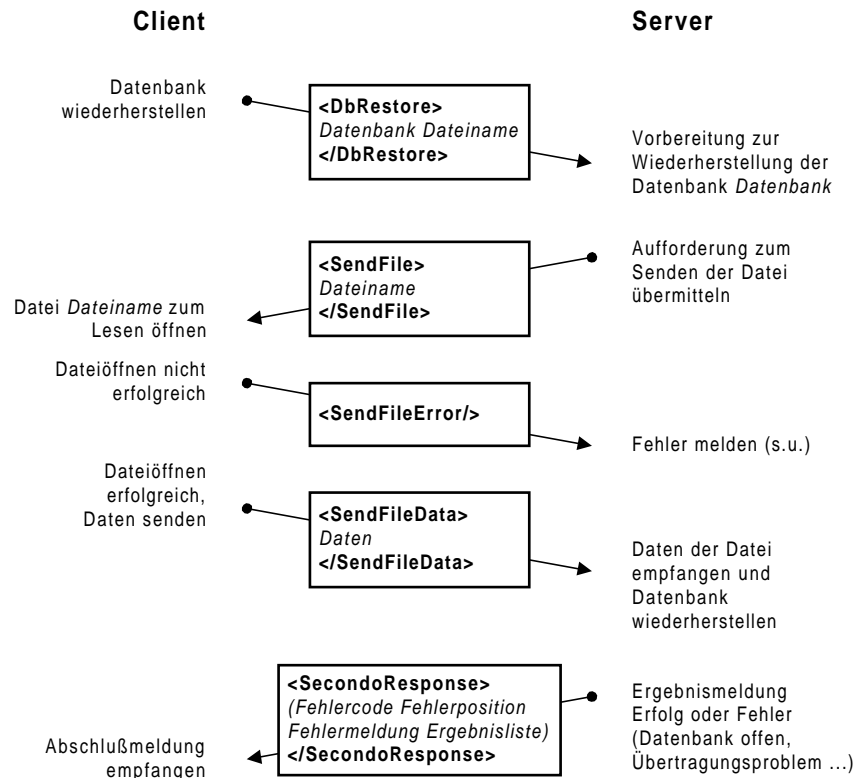 Client
Server
Datenbank
wiederherstellen
<DbRestore>
Datenbank Dateiname
</DbRestore>
Vorbereitung zur
Wiederherstellung der
Datenbank Datenbank
<SendFile>
Dateiname
</SendFile>
Aufforderung zum
Senden der Datei
übermitteln
Datei Dateiname zum
Lesen öffnen
Dateiöffnen nicht
erfolgreich
<SendFileError/>
Fehler melden (s.u.)
Dateiöffnen
erfolgreich,
Daten senden
<SendFileData>
Daten
</SendFileData>
Daten der Datei
empfangen und
Datenbank
wiederherstellen
<SecondoResponse>
(Fehlercode Fehlerposition
Fehlermeldung Ergebnisliste)
</SecondoResponse>
Ergebnismeldung
Erfolg oder Fehler
(Datenbank offen,
Übertragungsproblem ...)
Abschlußmeldung
empfangen